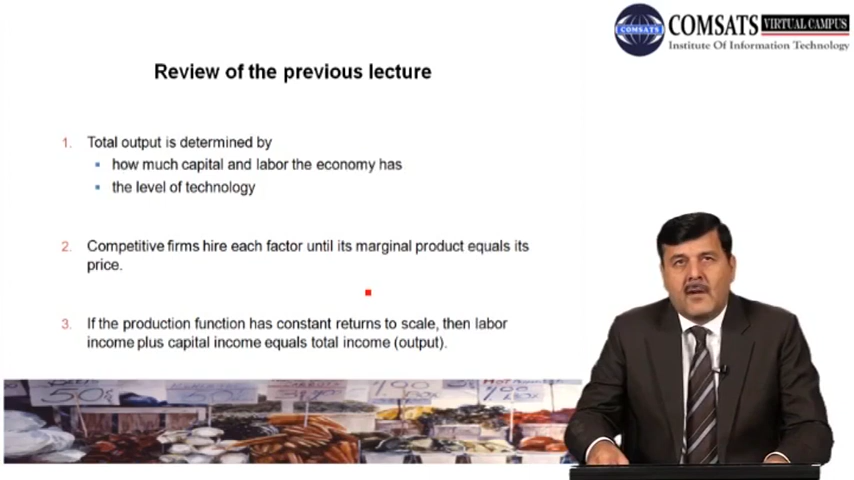 COMSATS
COMSATS VIRTUAL CAMPUS
Institute Of Information Technology
Review of the previous lecture
1. Total output is determined by
▪ how much capital and labor the economy has
▪ the level of technology
2. Competitive firms hire each factor until its marginal product equals its
price.
3. If the production function has constant returns to scale, then labor
income plus capital income equals total income (output).
50¢